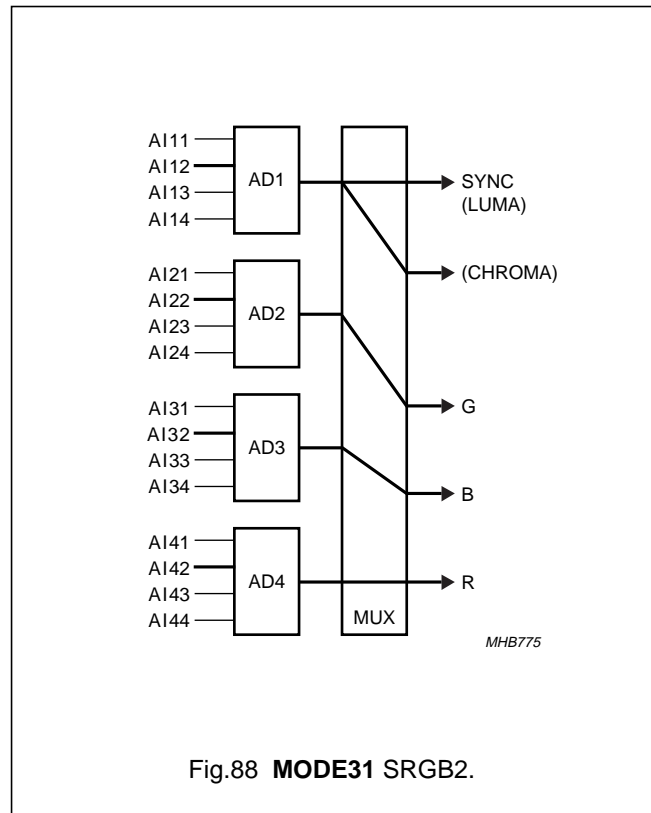 AI11
AI12
AI13
AI14
AD1
SYNC
(LUMA)
(CHROMA)
AI21
AI22
AI23
AI24
AD2
G
AI31
AI32
AI33
AI34
AD3
B
AI41
AI42
AI43
AI44
AD4
R
MUX
MHB775
Fig.88 MODE31 SRGB2.